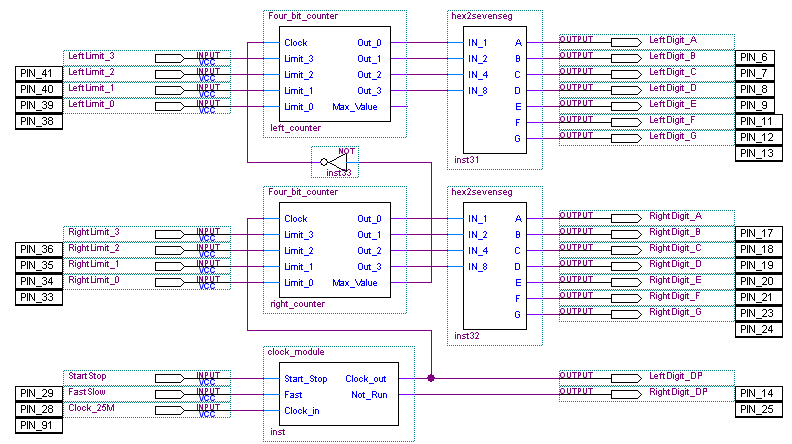 Four_bit_counter hex2sevenseg
Clock Out_0 IN_1 A OUTPUT LeftDigit_A
LeftLimit_3 INPUT VCC Limit_3 Out_1 IN_2 B OUTPUT LeftDigit_B PIN_6
PIN_41 LeftLimit_2 INPUT VCC Limit_2 Out_2 IN_4 C OUTPUT LeftDigit_C PIN_7
PIN_40 LeftLimit_1 INPUT VCC Limit_1 Out_3 IN_8 D OUTPUT LeftDigit_D PIN_8
PIN_39 LeftLimit_0 INPUT VCC Limit_0 Max_Value E OUTPUT LeftDigit_E PIN_9
PIN_38 F OUTPUT LeftDigit_F PIN_11
left_counter G OUTPUT LeftDigit_G PIN_12
NOT PIN_13
inst31
inst33
Four_bit_counter hex2sevenseg
Clock Out_0 IN_1 A OUTPUT RightDigit_A
RightLimit_3 INPUT VCC Limit_3 Out_1 IN_2 B OUTPUT RightDigit_B PIN_17
PIN_36 RightLimit_2 INPUT VCC Limit_2 Out_2 IN_4 C OUTPUT RightDigit_C PIN_18
PIN_35 RightLimit_1 INPUT VCC Limit_1 Out_3 IN_8 D OUTPUT RightDigit_D PIN_19
PIN_34 RightLimit_0 INPUT VCC Limit_0 Max_Value E OUTPUT RightDigit_E PIN_20
PIN_33 F OUTPUT RightDigit_F PIN_21
right_counter G OUTPUT RightDigit_G PIN_23
PIN_24
inst32
clock_module
StartStop INPUT VCC Start_Stop Clock_out OUTPUT LeftDigit_DP
PIN_29 FastSlow INPUT VCC Fast Not_Run OUTPUT RightDigit_DP PIN_14
PIN_28 Clock_25M INPUT VCC Clock_in PIN_25
PIN_91
inst